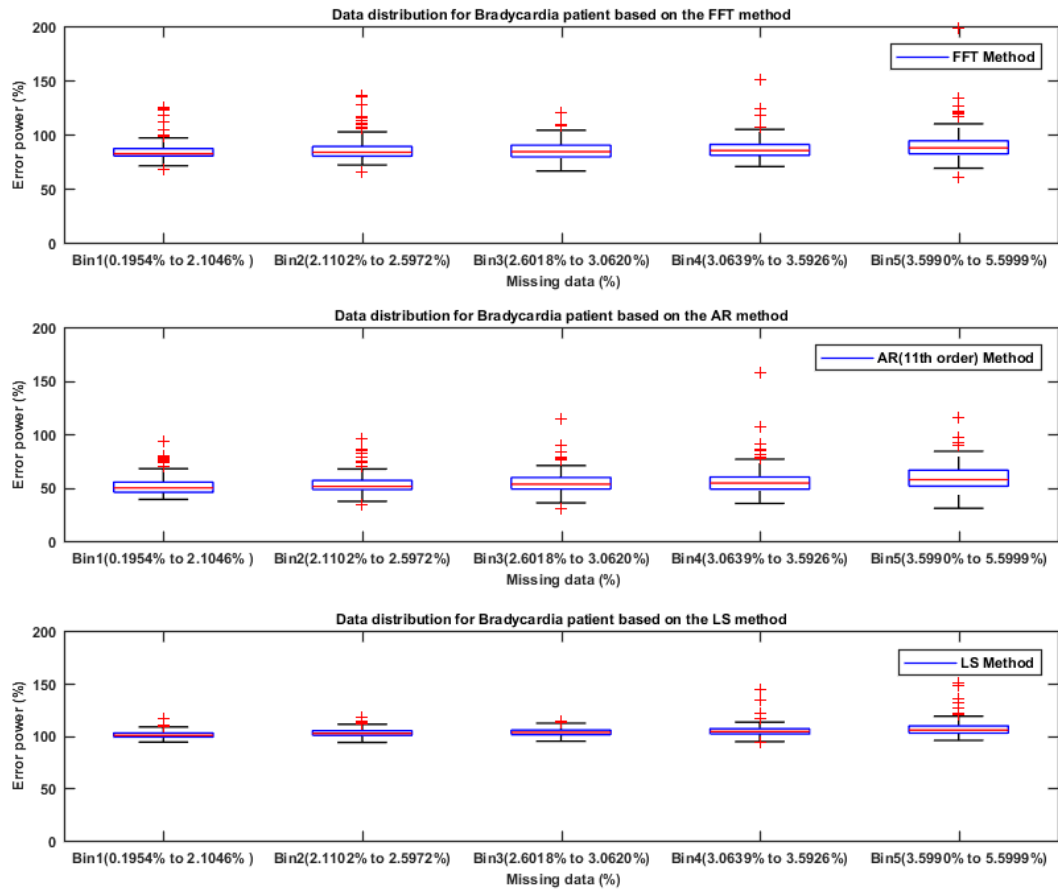 Data distribution for Bradycardia patient based on the FFT method
200
150
100
50
0
Error power (%)
FFT Method
Bin1(0.1954% to 2.1046% )
Bin2(2.1102% to 2.5972%)
Bin3(2.6018% to 3.0620%)
Bin4(3.0639% to 3.5926%)
Bin5(3.5990% to 5.5999%)
Missing data (%)
Data distribution for Bradycardia patient based on the AR method
200
150
100
50
0
Error power (%)
AR(11th order) Method
Bin1(0.1954% to 2.1046% )
Bin2(2.1102% to 2.5972%)
Bin3(2.6018% to 3.0620%)
Bin4(3.0639% to 3.5926%)
Bin5(3.5990% to 5.5999%)
Missing data (%)
Data distribution for Bradycardia patient based on the LS method
200
150
100
50
0
Error power (%)
LS Method
Bin1(0.1954% to 2.1046% )
Bin2(2.1102% to 2.5972%)
Bin3(2.6018% to 3.0620%)
Bin4(3.0639% to 3.5926%)
Bin5(3.5990% to 5.5999%)
Missing data (%)